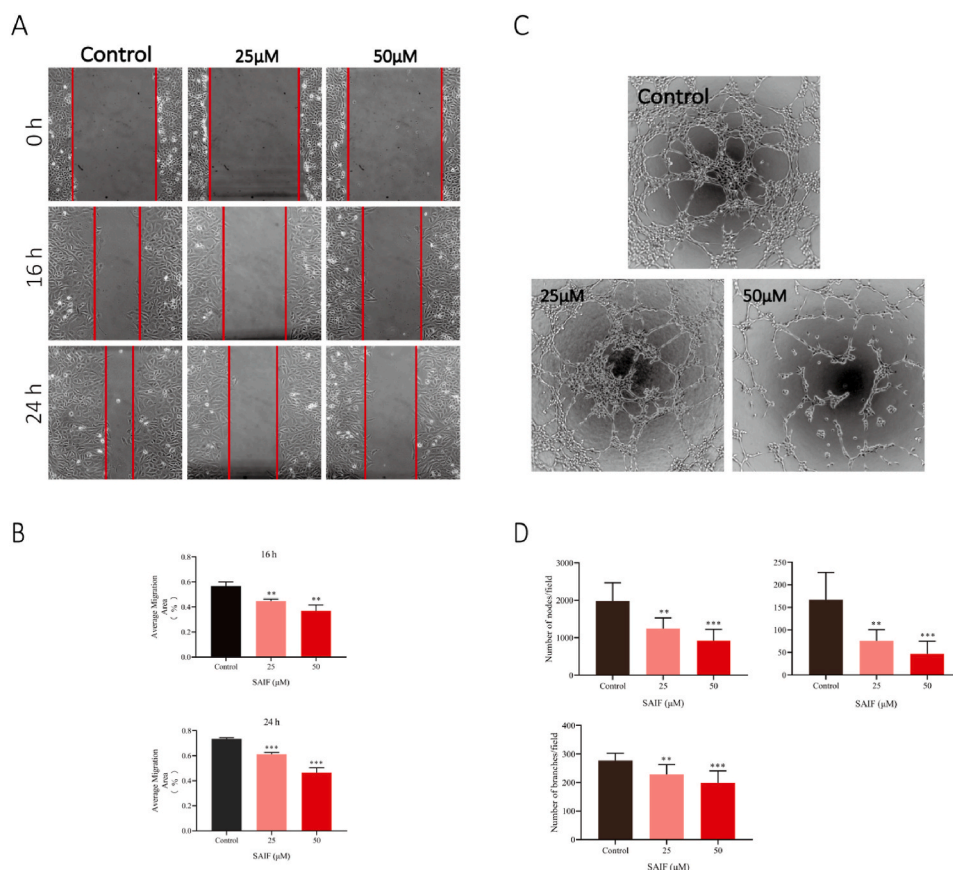 A
Control
25μM
50μM
0 h
16 h
24 h
B
16 h
Average Migration
Area
( % )
0.8
0.6
0.4
0.2
0.0
**
**
Control
25
50
SAIF (μM)
24 h
Average Migration
Area
( % )
0.8
0.6
0.4
0.2
0.0
***
***
Control
25
50
SAIF (μM)
C
Control
25μM
50μM
D
Number of nodes/field
3000
2000
1000
0
**
***
Control
25
50
SAIF (μM)
250
200
150
100
50
0
**
***
Control
25
50
SAIF (μM)
Number of branches/field
400
300
200
100
0
**
***
Control
25
50
SAIF (μM)